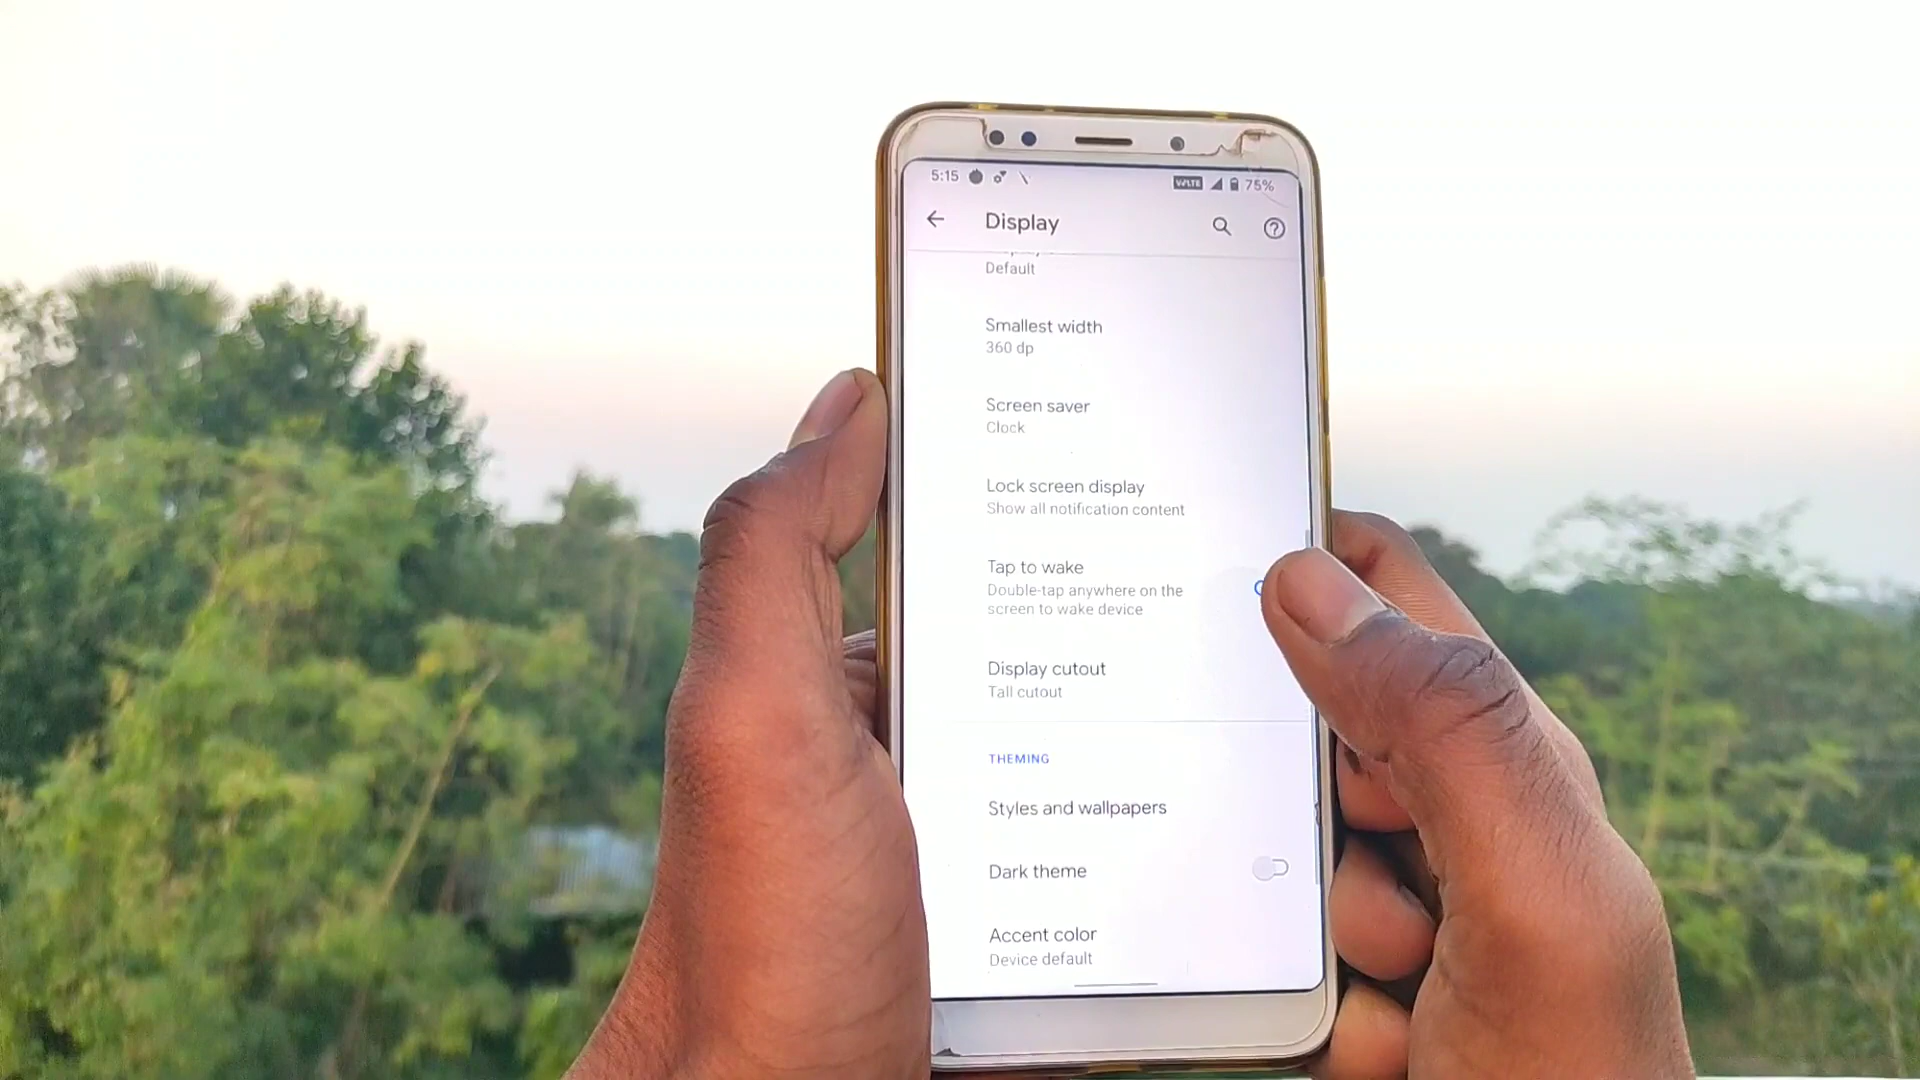 5:15
VoLTE
75%
Display
Default
Smallest width
360 dp
Screen saver
Clock
Lock screen display
Show all notification content
Tap to wake
Double-tap anywhere on the
screen to wake device
Display cutout
Tall cutout
THEMING
Styles and wallpapers
Dark theme
Accent color
Device default